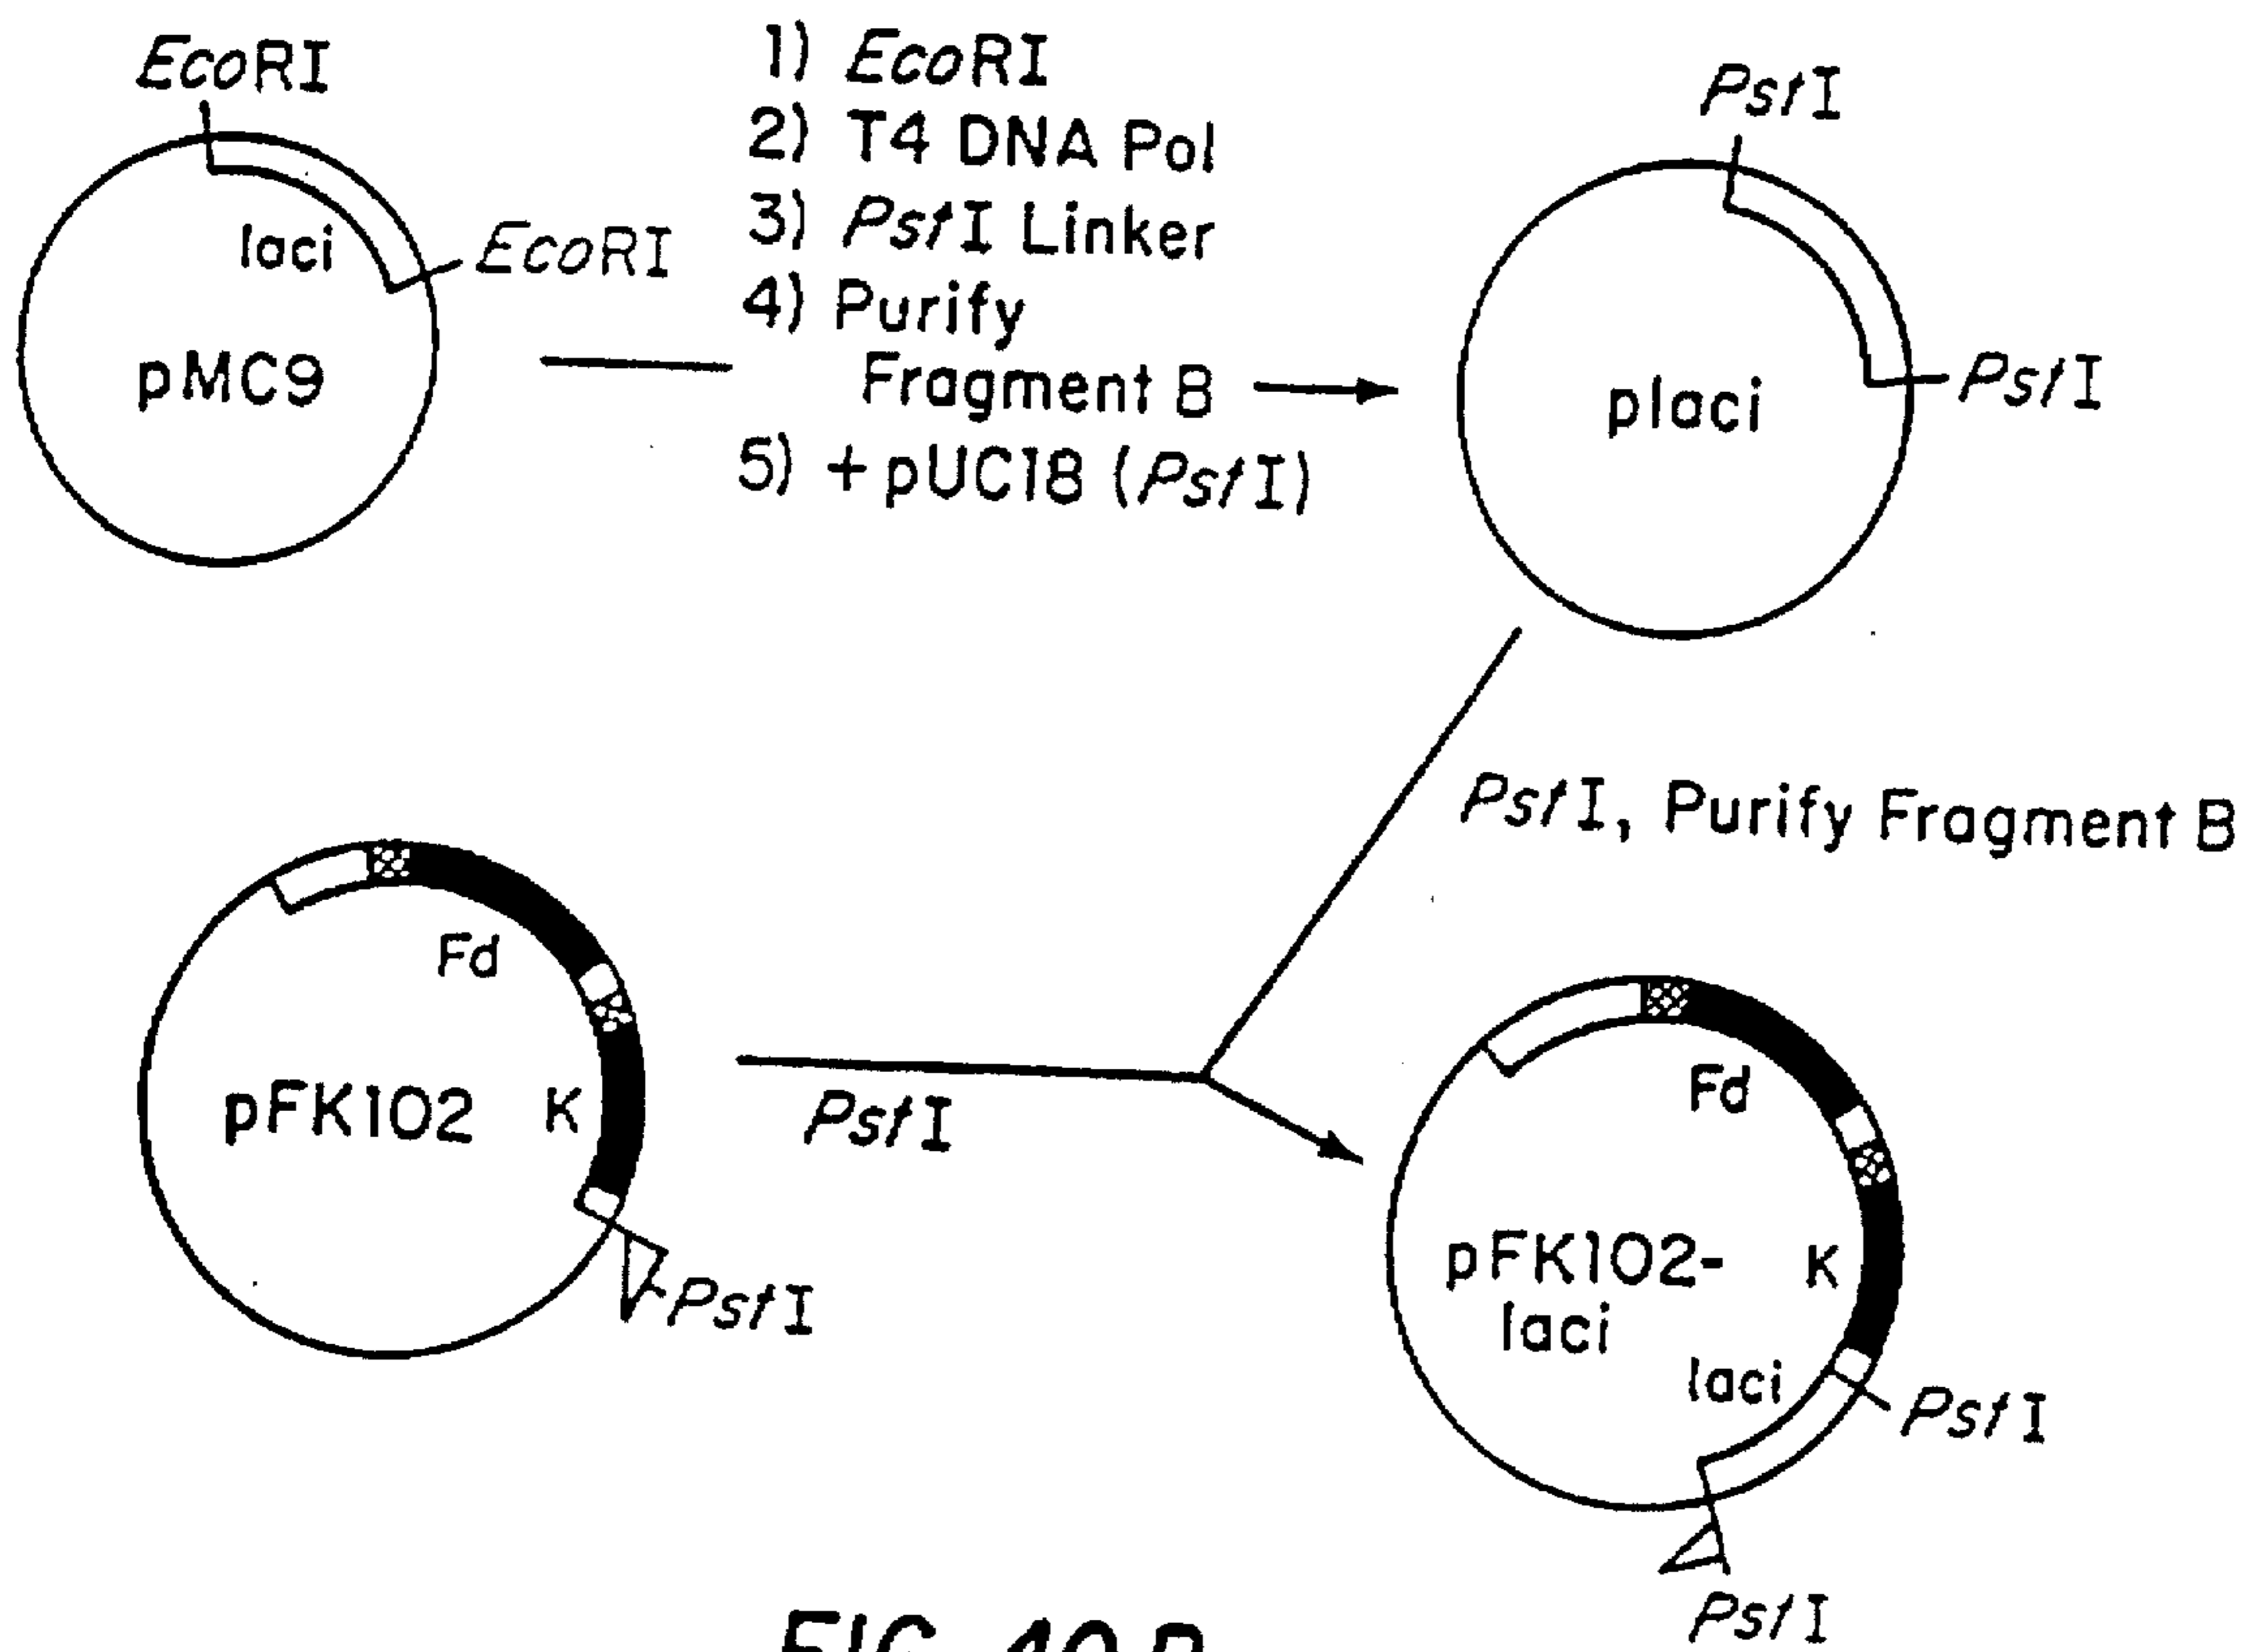 EcoRI
laci
EcoRI
pMC9
1) EcoRI
2) T4 DNA Pol
3) PstI Linker
4) Purify
Fragment B
5) + pUC18 (PstI)
PstI
placi
PstI
PstI, Purify Fragment B
Fd
pFK102
K
PstI
PstI
Fd
pFK102-
laci
K
laci
PstI
PstI